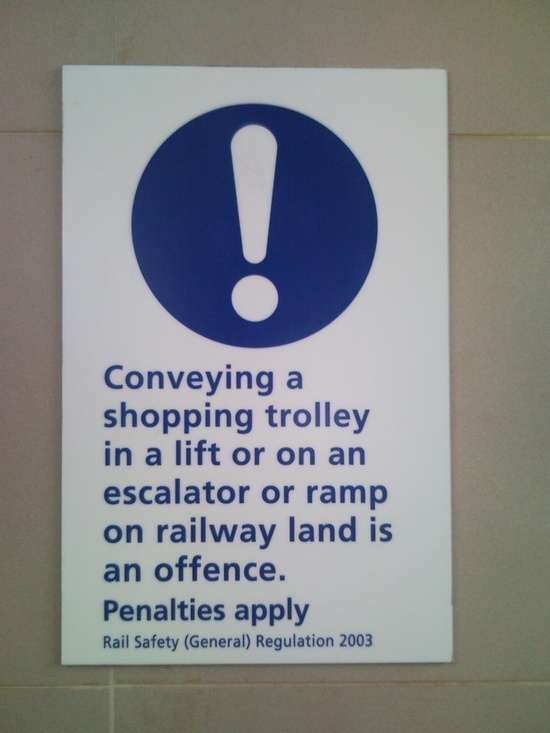 Conveying a
shopping trolley
in a lift or on an
escalator or ramp
on railway land is
an offence.
Penalties apply
Rail Safety (General) Regulation 2003